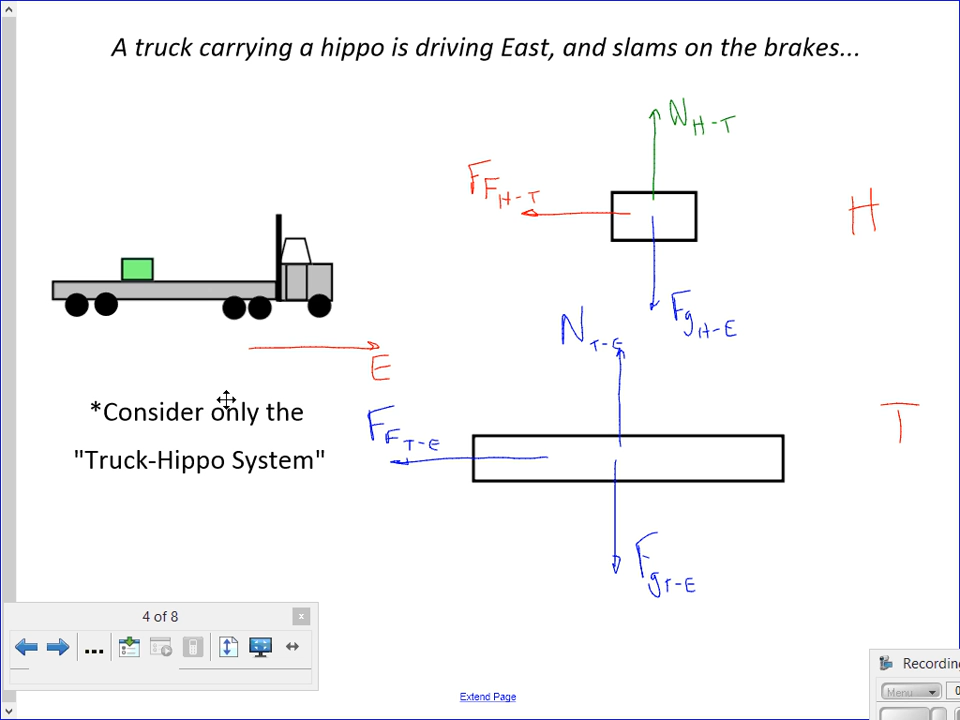 A truck carrying a hippo is driving East, and slams on the brakes...
N H-T
F F H-T
H
F g H-E
N T-E
E
*Consider only the
"Truck-Hippo System"
F F T-E
T
F g T-E
4 of 8
x
...
Recording
Menu
0
Extend Page